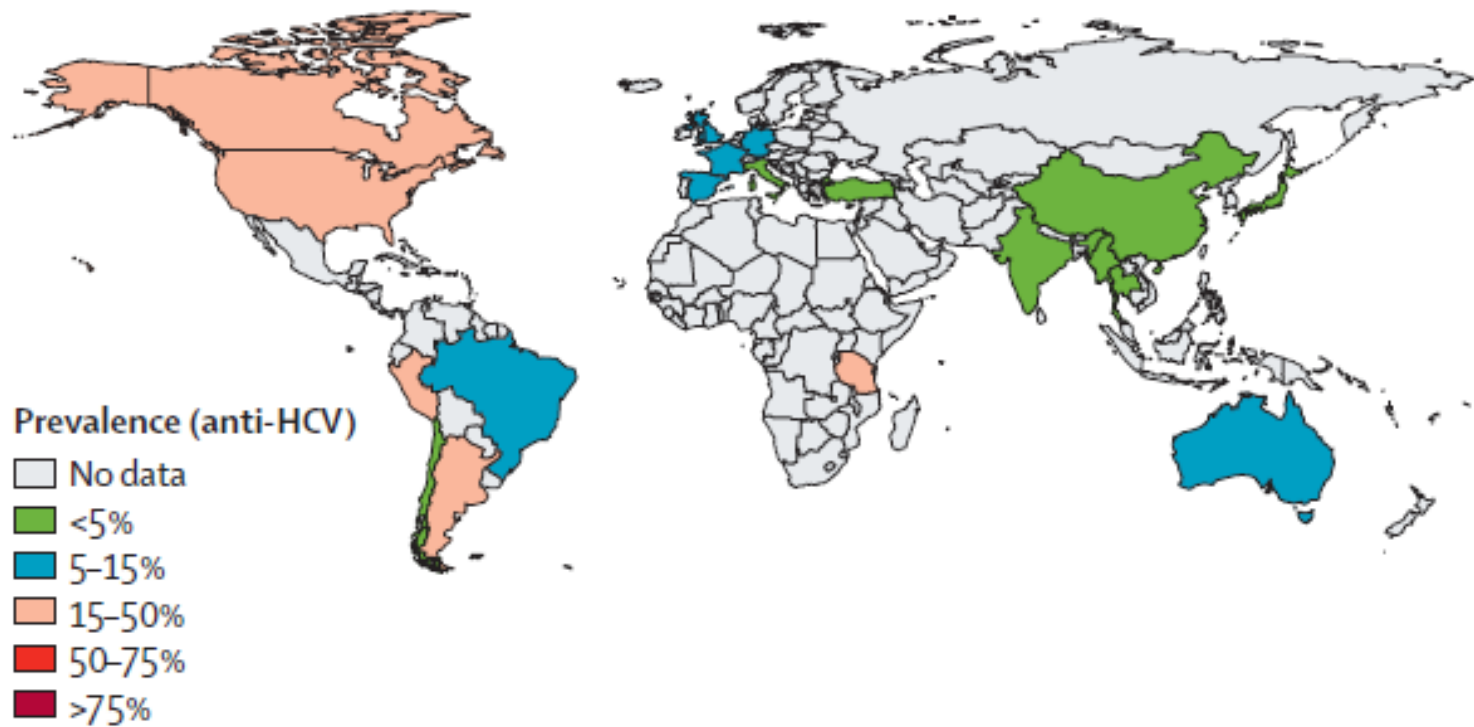 Prevalence (anti-HCV)
No data
<5%
5–15%
15–50%
50–75%
>75%